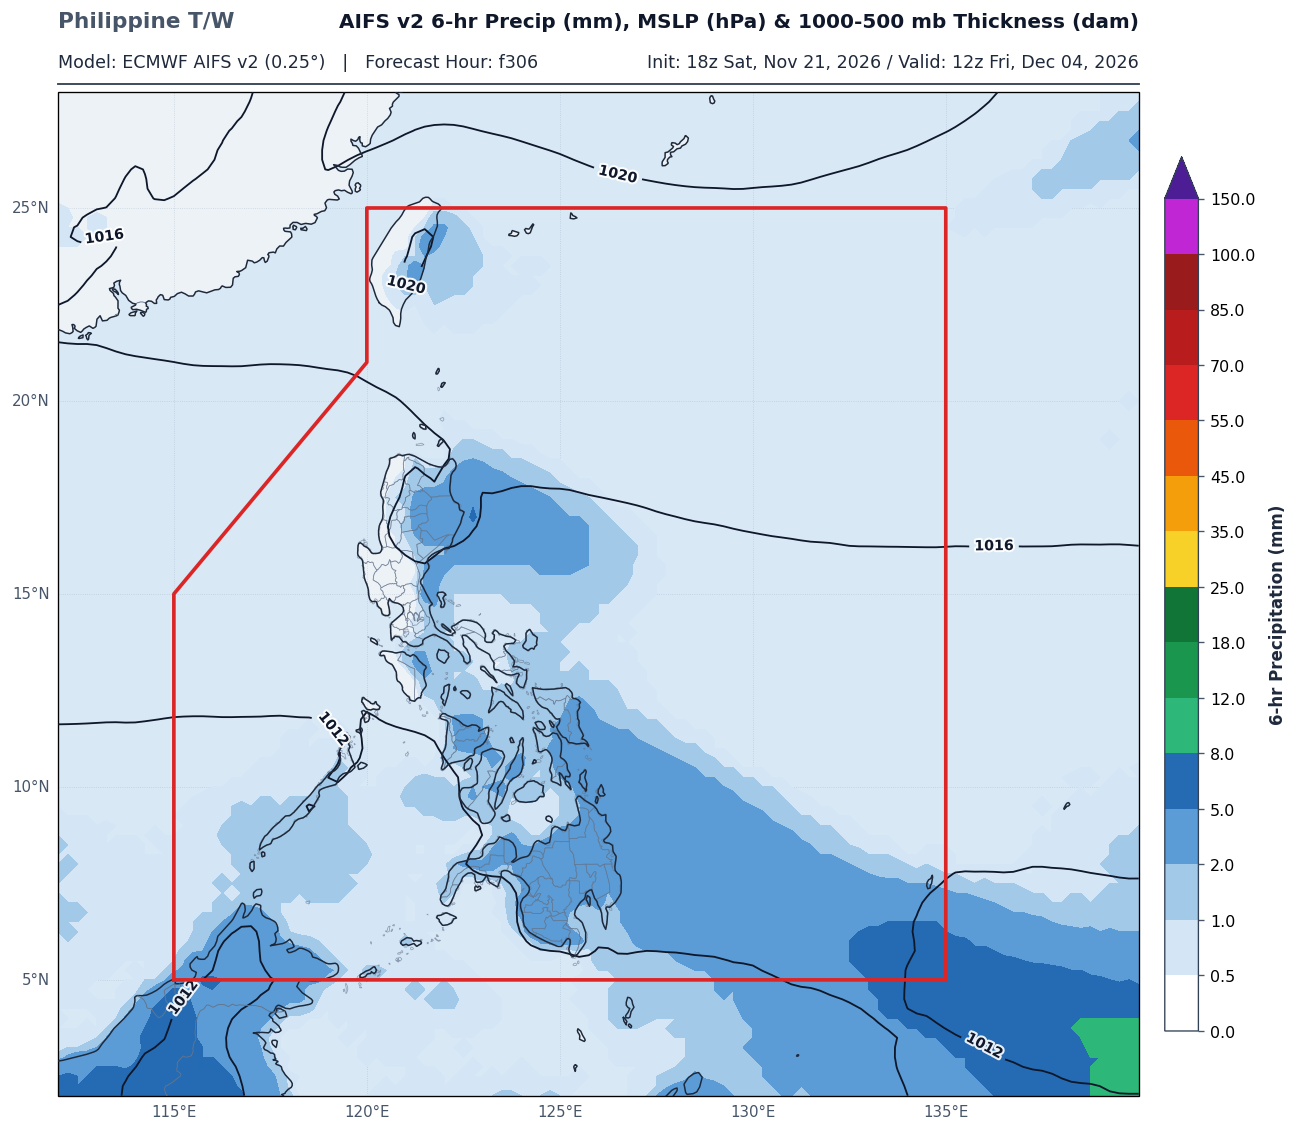 Philippine T/W
AIFS v2 6-hr Precip (mm), MSLP (hPa) & 1000-500 mb Thickness (dam)
Model: ECMWF AIFS v2 (0.25°) | Forecast Hour: f306
Init: 18z Sat, Nov 21, 2026 / Valid: 12z Fri, Dec 04, 2026
1020
25°N
1016
1020
20°N
1016
15°N
1012
10°N
5°N
1012
1012
115°E
120°E
125°E
130°E
135°E
150.0
100.0
85.0
70.0
55.0
45.0
35.0
25.0
18.0
12.0
8.0
5.0
2.0
1.0
0.5
0.0
6-hr Precipitation (mm)